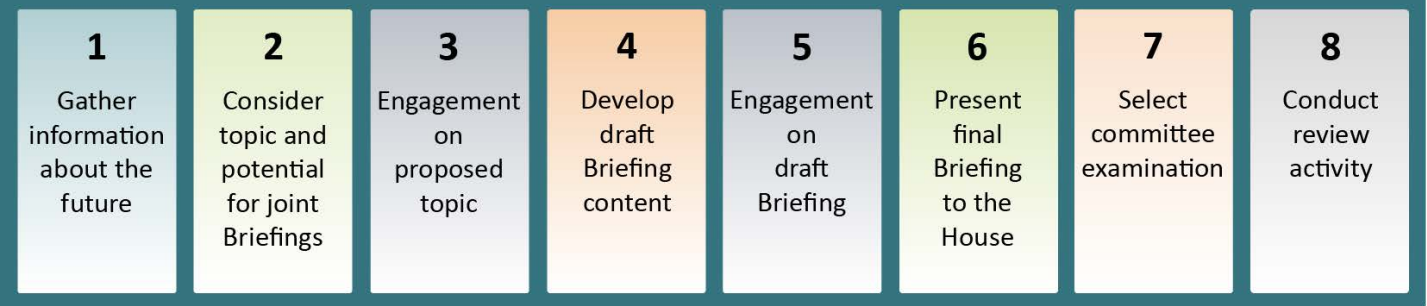 1
Gather
information
about the
future
2
Consider
topic and
potential
for joint
Briefings
3
Engagement
on
proposed
topic
4
Develop
draft
Briefing
content
5
Engagement
on
draft
Briefing
6
Present
final
Briefing
to the
House
7
Select
committee
examination
8
Conduct
review
activity